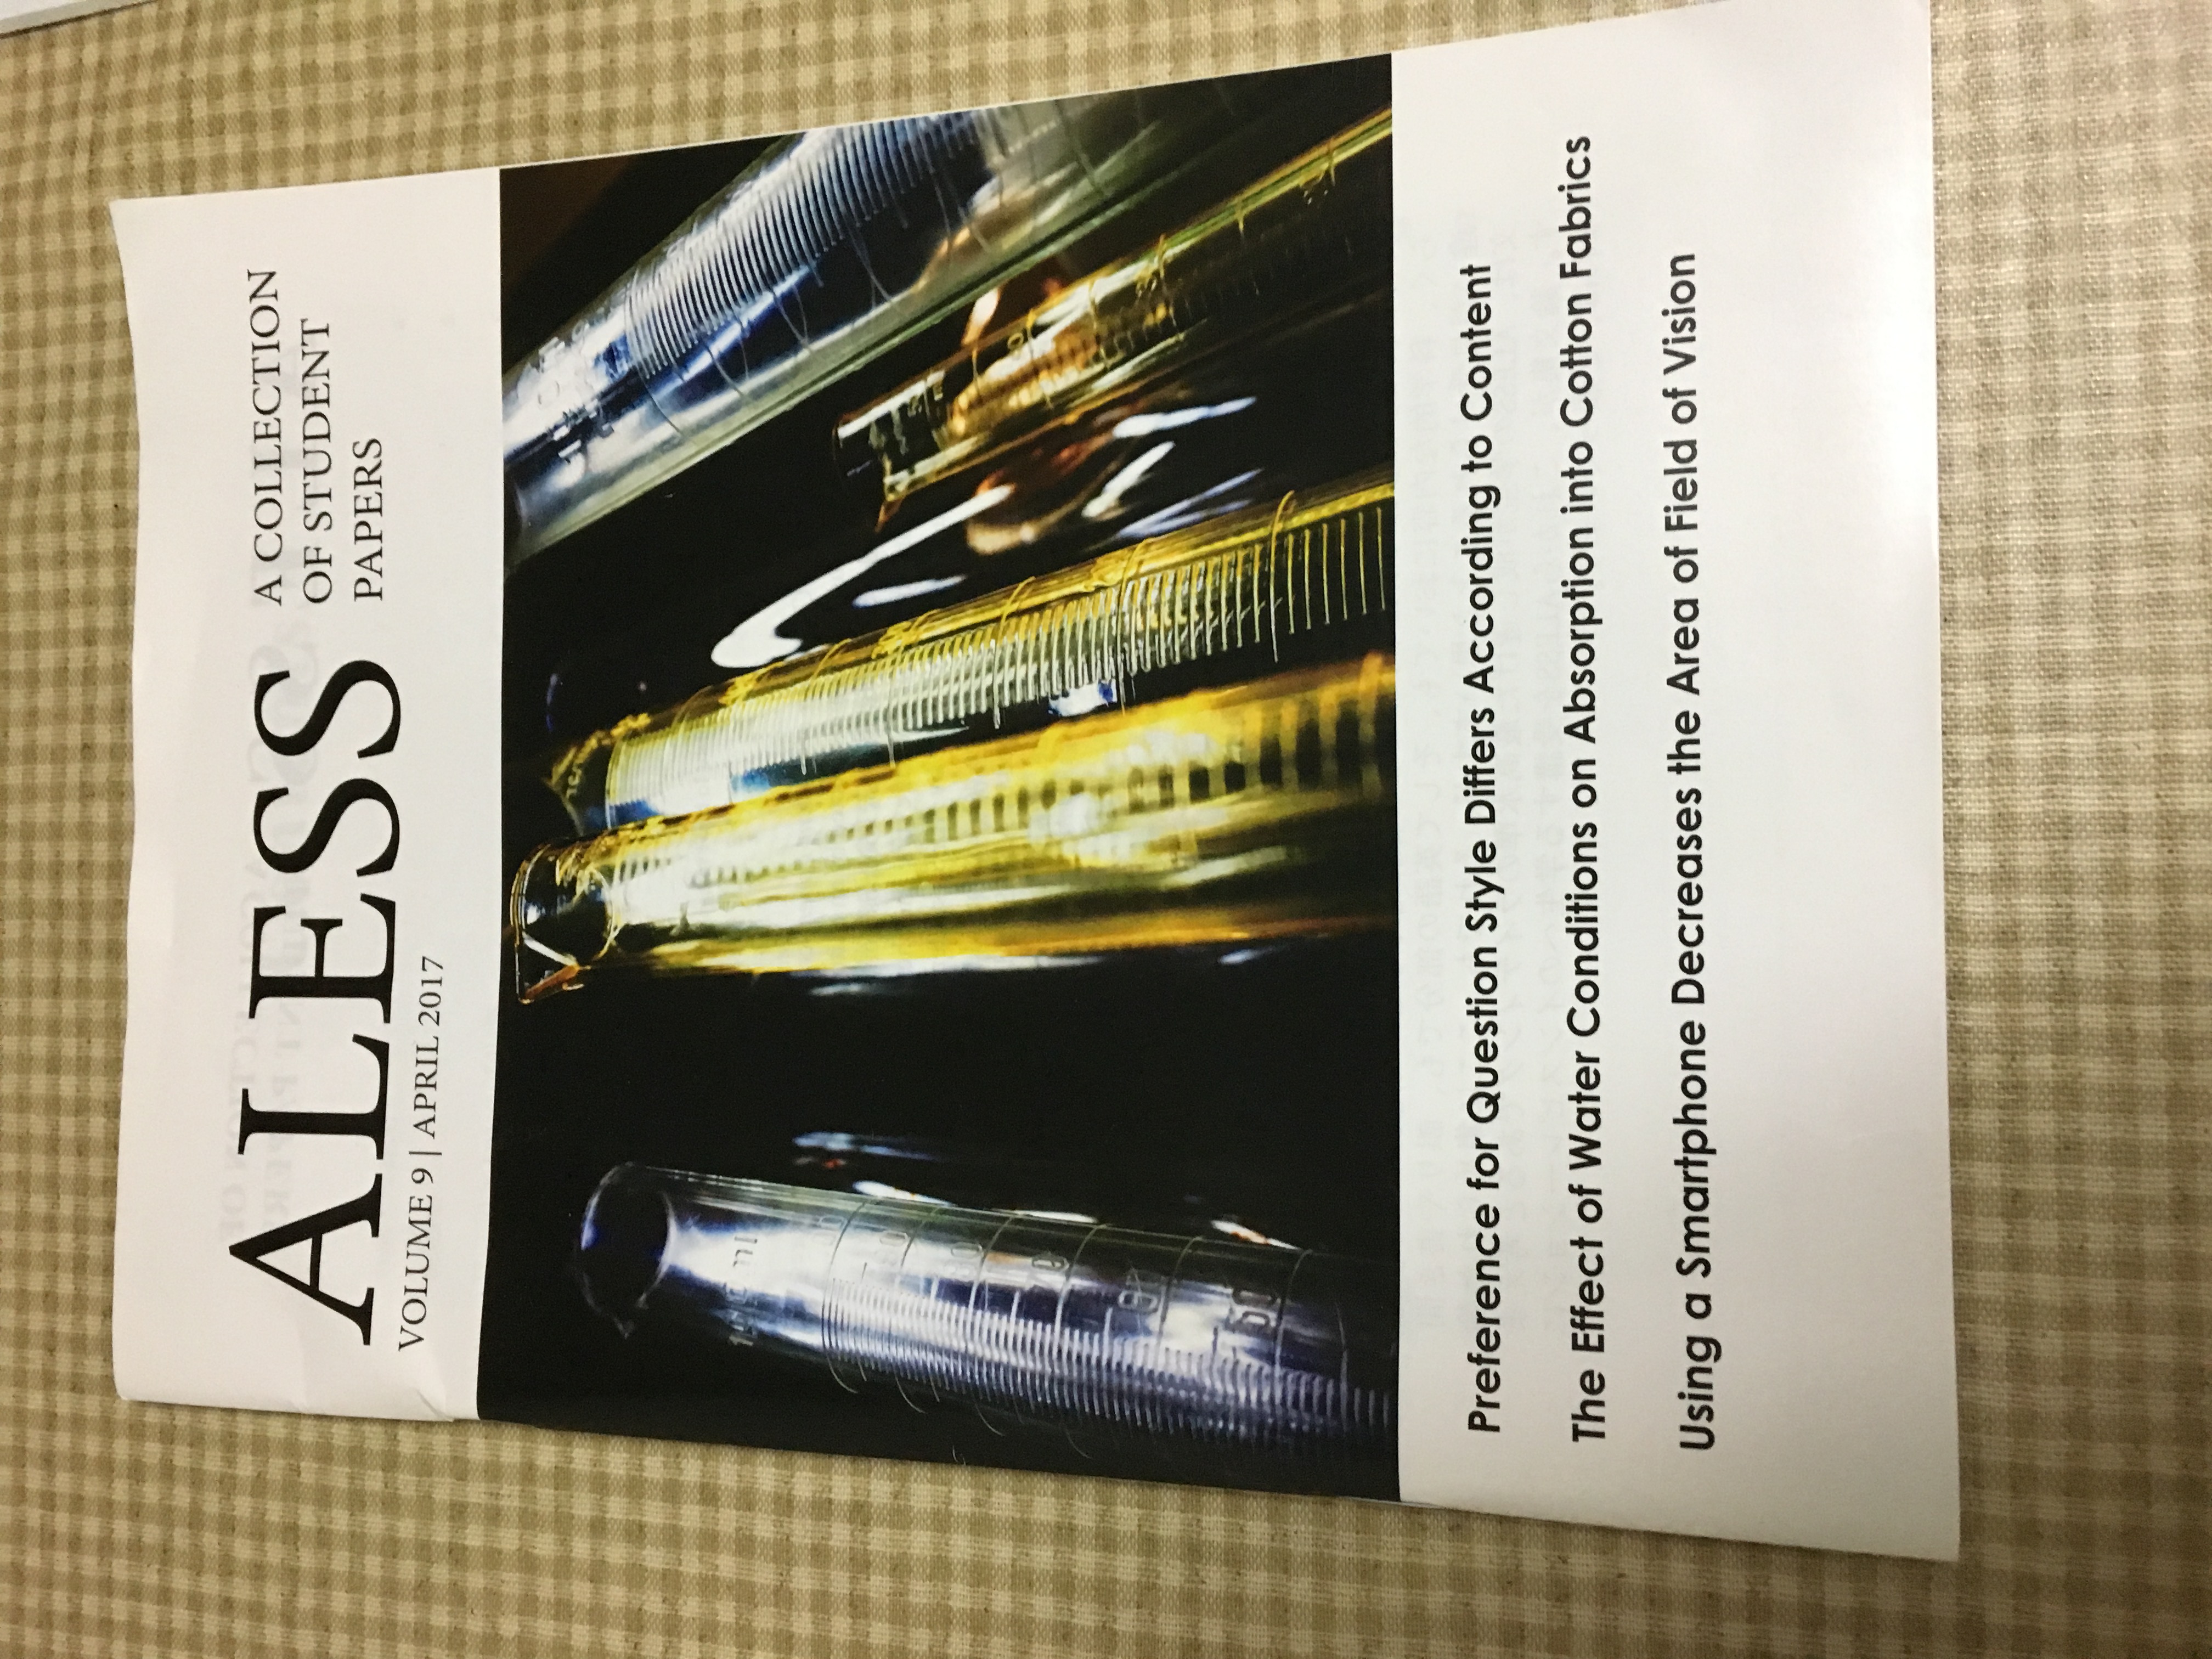 ALESS
A COLLECTION
OF STUDENT
PAPERS
VOLUME 9 | APRIL 2017
Preference for Question Style Differs According to Content
The Effect of Water Conditions on Absorption into Cotton Fabrics
Using a Smartphone Decreases the Area of Field of Vision